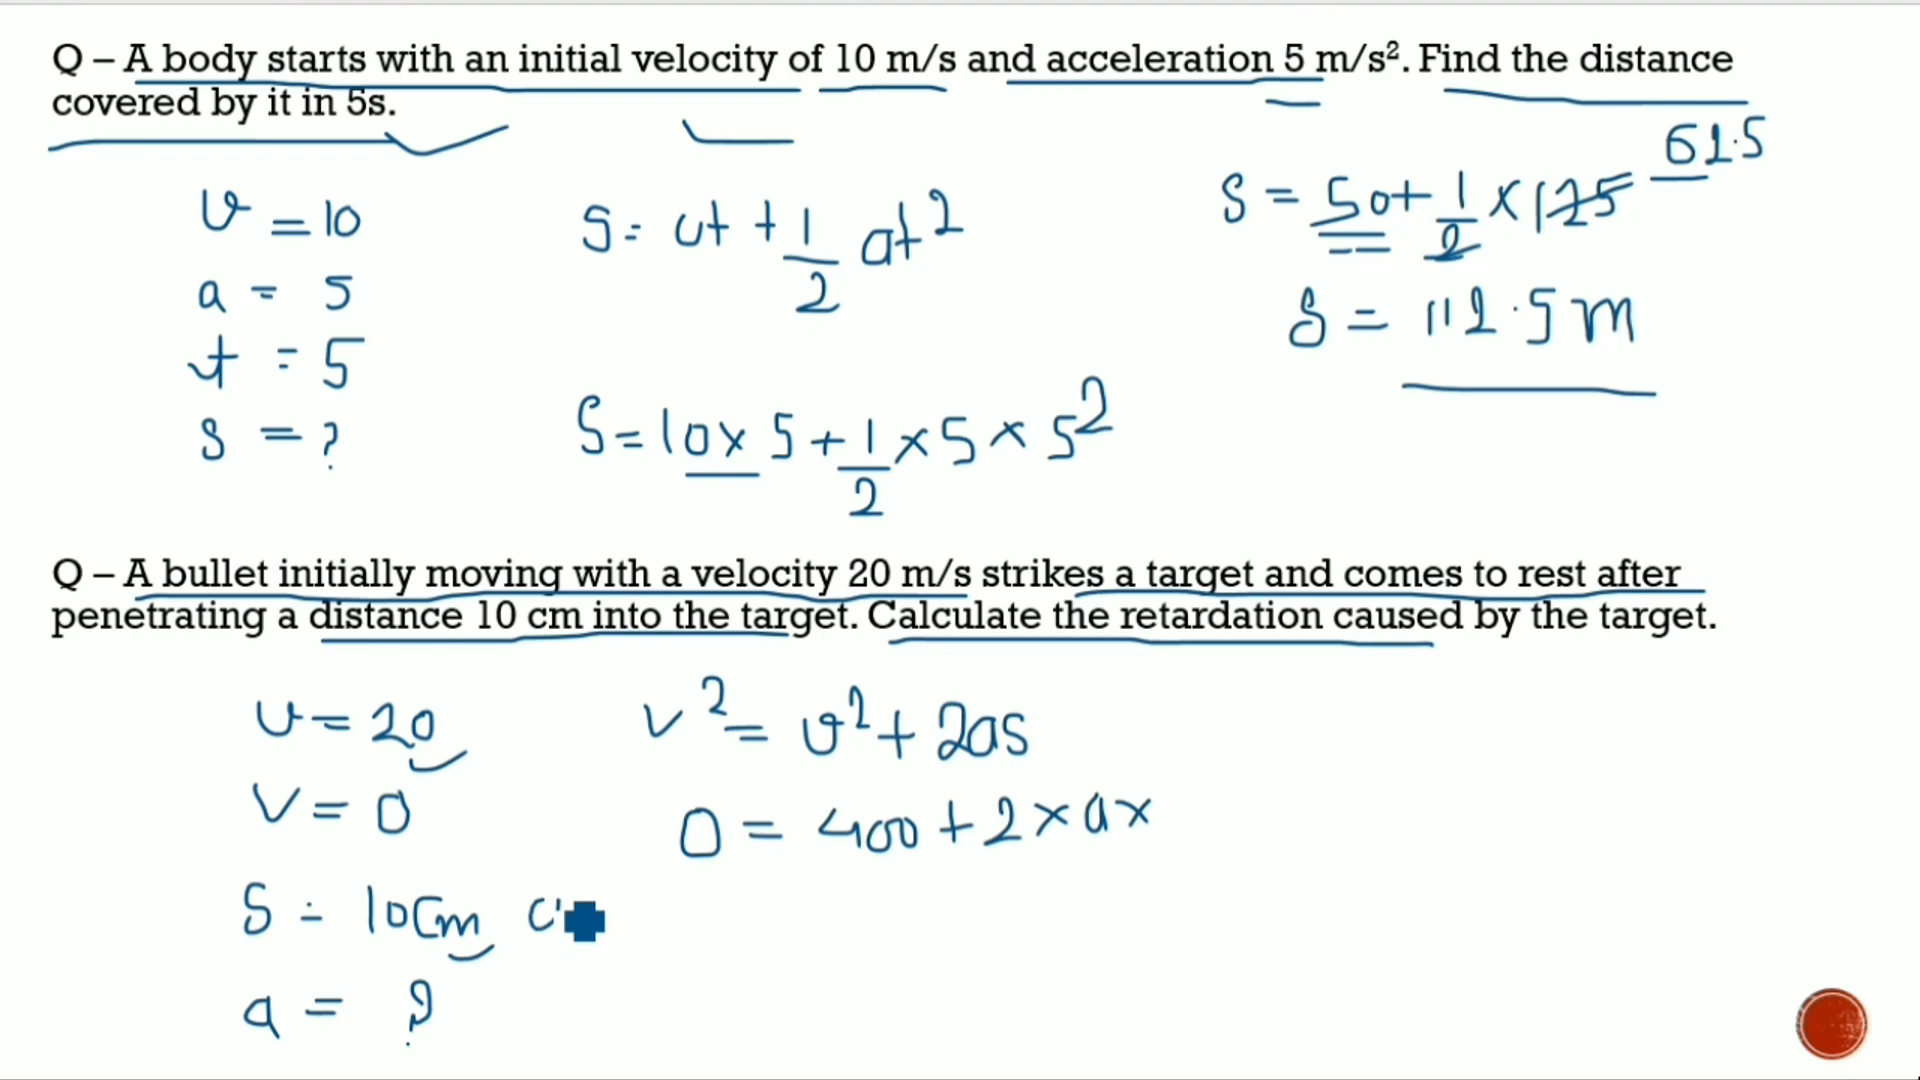 Q – A body starts with an initial velocity of 10 m/s and acceleration 5 m/s². Find the distance
covered by it in 5s.
u = 10
a = 5
t = 5
s = ?
S = ut + 1/2 at²
S = 10 x 5 + 1/2 x 5 x 5²
61.5
S = 50 + 1/2 x 125
S = 112.5 m
Q – A bullet initially moving with a velocity 20 m/s strikes a target and comes to rest after
penetrating a distance 10 cm into the target. Calculate the retardation caused by the target.
u = 20
v = 0
S = 10 cm
a = ?
v² = u² + 2as
0 = 400 + 2 x a x